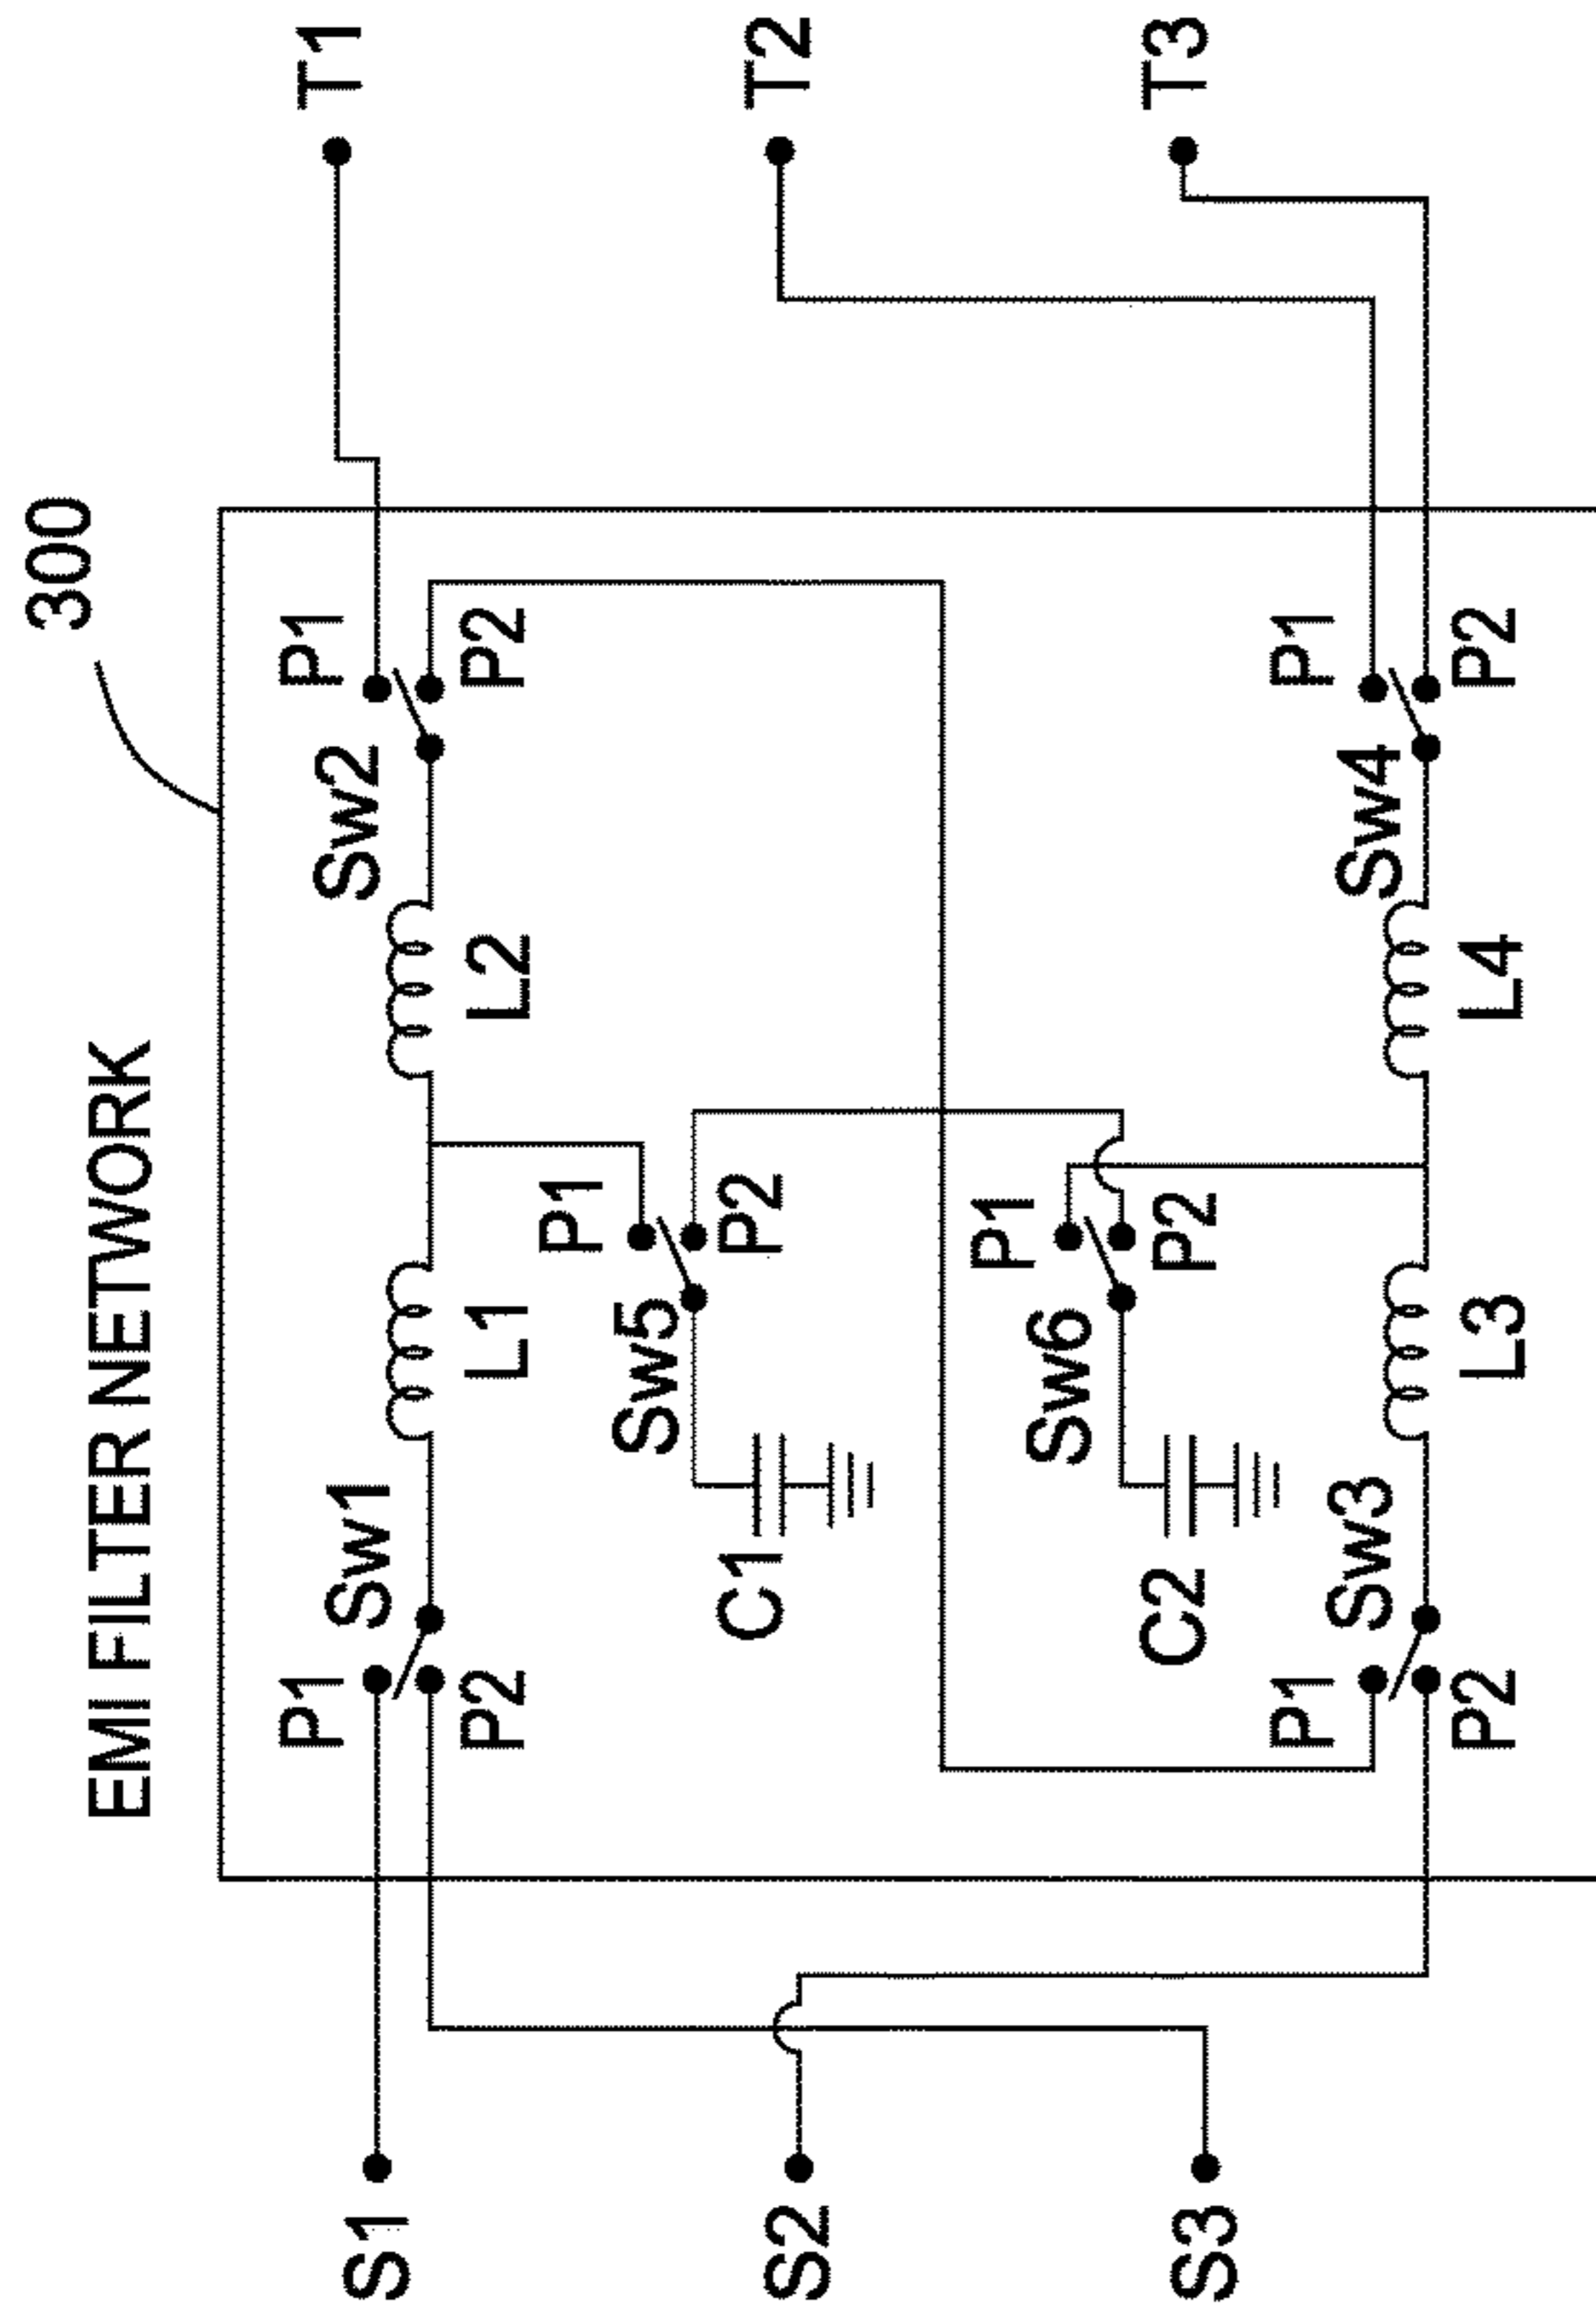 EMI FILTER NETWORK
300
S1
P1
Sw1
Sw2
P1
T1
P2
L1
L2
P2
P1
Sw5
P2
C1
S2
T2
P1
Sw6
P2
C2
P1
Sw3
Sw4
P1
S3
T3
P2
L3
L4
P2